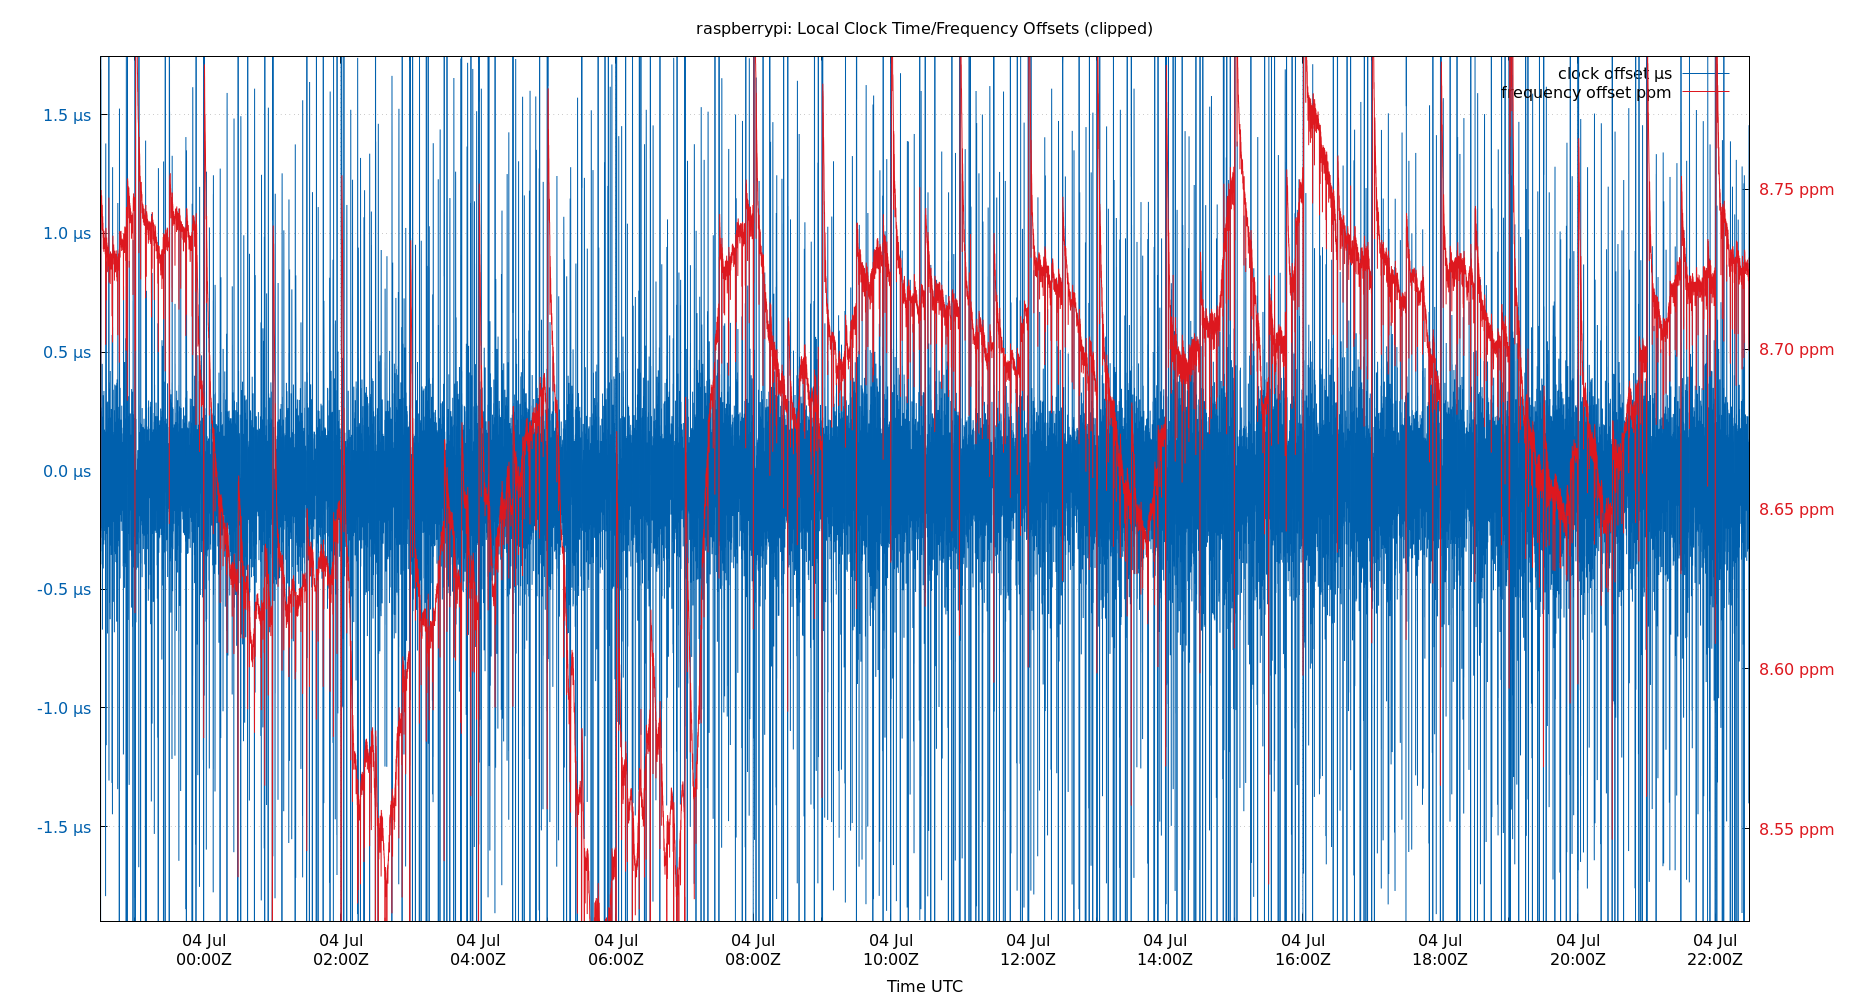 raspberrypi: Local Clock Time/Frequency Offsets (clipped)
clock offset µs
frequency offset ppm
1.5 µs
1.0 µs
0.5 µs
0.0 µs
-0.5 µs
-1.0 µs
-1.5 µs
8.75 ppm
8.70 ppm
8.65 ppm
8.60 ppm
8.55 ppm
04 Jul 04 Jul 04 Jul 04 Jul 04 Jul 04 Jul 04 Jul 04 Jul 04 Jul 04 Jul 04 Jul 04 Jul
00:00Z 02:00Z 04:00Z 06:00Z 08:00Z 10:00Z 12:00Z 14:00Z 16:00Z 18:00Z 20:00Z 22:00Z
Time UTC